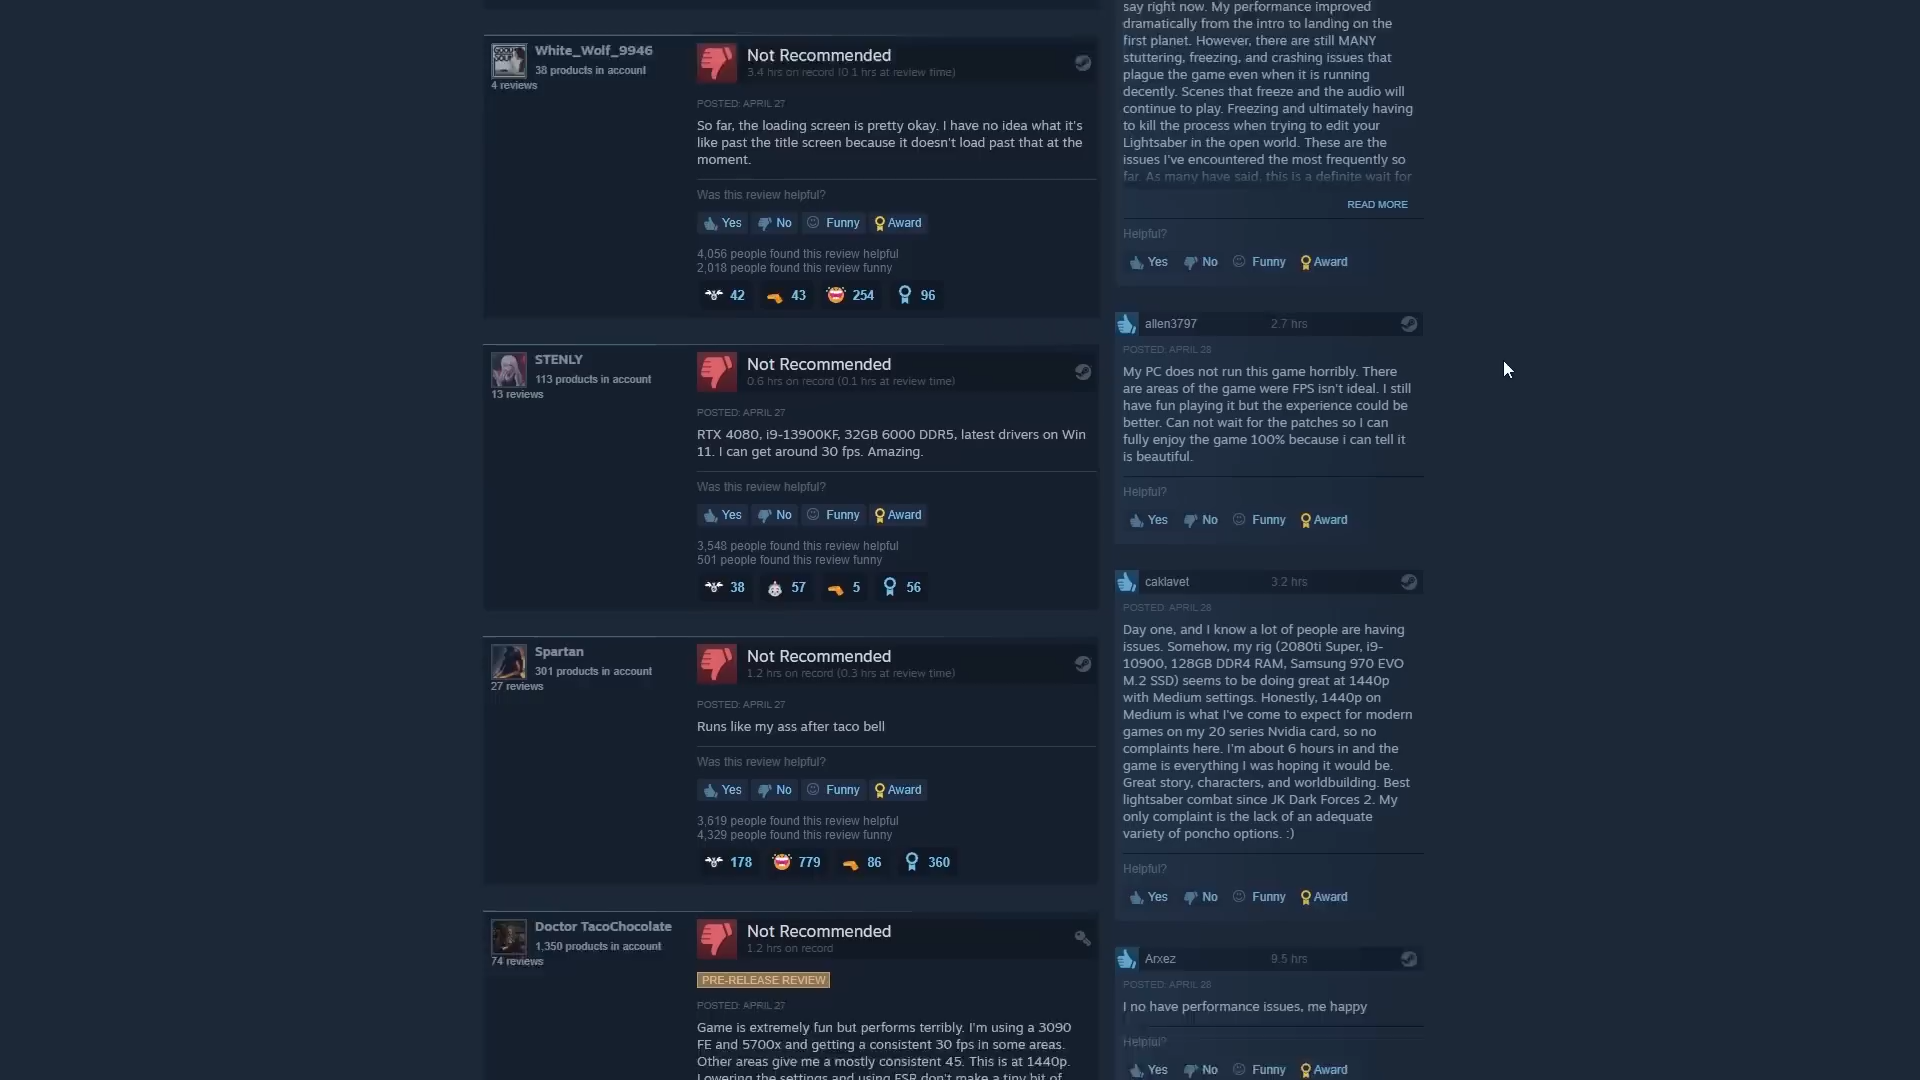 White_Wolf_9946
38 products in account
4 reviews
Not Recommended
3.4 hrs on record (0.1 hrs at review time)
POSTED: APRIL 27
So far, the loading screen is pretty okay. I have no idea what it's
like past the title screen because it doesn't load past that at the
moment.
Was this review helpful?
Yes No Funny Award
4,056 people found this review helpful
2,018 people found this review funny
42 43 254 96
STENLY
113 products in account
13 reviews
Not Recommended
0.6 hrs on record (0.1 hrs at review time)
POSTED: APRIL 27
RTX 4080, i9-13900KF, 32GB 6000 DDR5, latest drivers on Win
11. I can get around 30 fps. Amazing.
Was this review helpful?
Yes No Funny Award
3,548 people found this review helpful
501 people found this review funny
38 57 5 56
Spartan
301 products in account
27 reviews
Not Recommended
1.2 hrs on record (0.3 hrs at review time)
POSTED: APRIL 27
Runs like my ass after taco bell
Was this review helpful?
Yes No Funny Award
3,619 people found this review helpful
4,329 people found this review funny
178 779 86 360
Doctor TacoChocolate
1,350 products in account
74 reviews
Not Recommended
1.2 hrs on record
PRE-RELEASE REVIEW
POSTED: APRIL 27
Game is extremely fun but performs terribly. I'm using a 3090
FE and 5700x and getting a consistent 30 fps in some areas.
Other areas give me a mostly consistent 45. This is at 1440p.
Lowering the settings and using FSR don't make a tiny bit of
say right now. My performance improved
dramatically from the intro to landing on the
first planet. However, there are still MANY
stuttering, freezing, and crashing issues that
plague the game even when it is running
decently. Scenes that freeze and the audio will
continue to play. Freezing and ultimately having
to kill the process when trying to edit your
Lightsaber in the open world. These are the
issues I've encountered the most frequently so
far. As many have said, this is a definite wait for
READ MORE
Helpful?
Yes No Funny Award
allen3797 2.7 hrs
POSTED: APRIL 28
My PC does not run this game horribly. There
are areas of the game were FPS isn't ideal. I still
have fun playing it but the experience could be
better. Can not wait for the patches so I can
fully enjoy the game 100% because i can tell it
is beautiful.
Helpful?
Yes No Funny Award
caklavet 3.2 hrs
POSTED: APRIL 28
Day one, and I know a lot of people are having
issues. Somehow, my rig (2080ti Super, i9-
10900, 128GB DDR4 RAM, Samsung 970 EVO
M.2 SSD) seems to be doing great at 1440p
with Medium settings. Honestly, 1440p on
Medium is what I've come to expect for modern
games on my 20 series Nvidia card, so no
complaints here. I'm about 6 hours in and the
game is everything I was hoping it would be.
Great story, characters, and worldbuilding. Best
lightsaber combat since JK Dark Forces 2. My
only complaint is the lack of an adequate
variety of poncho options. :)
Helpful?
Yes No Funny Award
Arxez 9.5 hrs
POSTED: APRIL 28
I no have performance issues, me happy
Helpful?
Yes No Funny Award